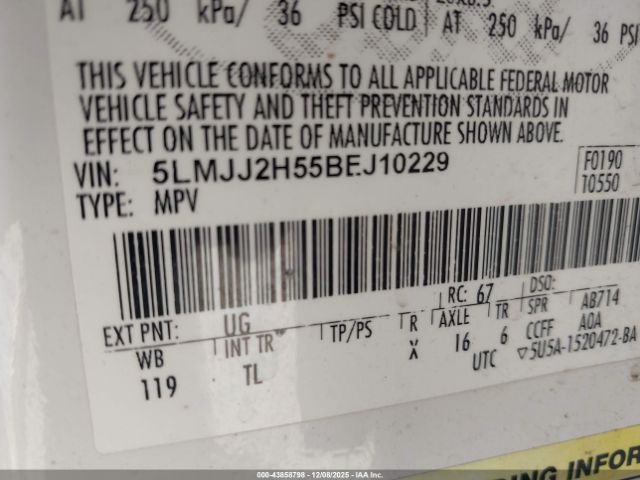 AT 250 kPa/ 36 PSI COLD AT 250 kPa/ 36 PSI
THIS VEHICLE CONFORMS TO ALL APPLICABLE FEDERAL MOTOR
VEHICLE SAFETY AND THEFT PREVENTION STANDARDS IN
EFFECT ON THE DATE OF MANUFACTURE SHOWN ABOVE.
VIN: 5LMJJ2H55BEJ10229 F0190
TYPE: MPV T0550
RC: 67 DSO:
EXT PNT: UG TP/PS R AXLE TR SPR AB714
WB INT TR X 16 6 CCFF A0A
119 TL UTC ▽5U5A-1520472-BA
ING INFOR
00-43858798 12/08/2025 IAAI.COM